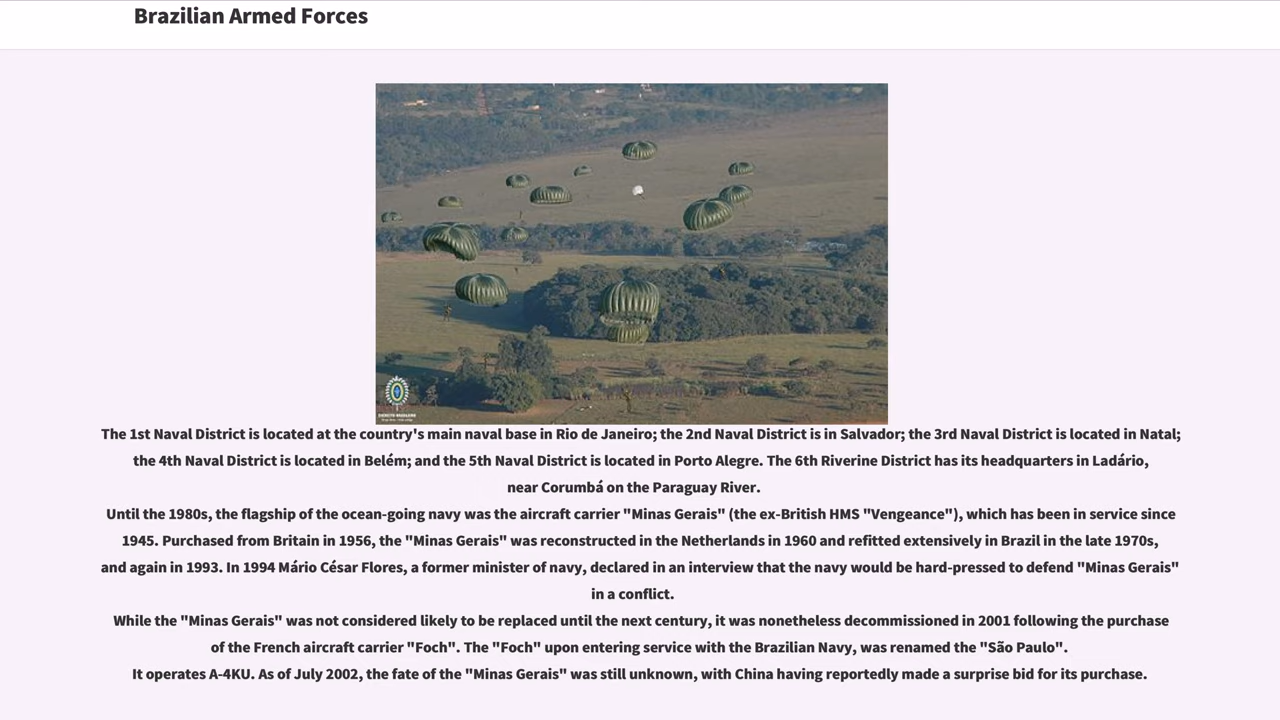 Brazilian Armed Forces
The 1st Naval District is located at the country's main naval base in Rio de Janeiro; the 2nd Naval District is in Salvador; the 3rd Naval District is located in Natal;
the 4th Naval District is located in Belém; and the 5th Naval District is located in Porto Alegre. The 6th Riverine District has its headquarters in Ladário,
near Corumbá on the Paraguay River.
Until the 1980s, the flagship of the ocean-going navy was the aircraft carrier "Minas Gerais" (the ex-British HMS "Vengeance"), which has been in service since
1945. Purchased from Britain in 1956, the "Minas Gerais" was reconstructed in the Netherlands in 1960 and refitted extensively in Brazil in the late 1970s,
and again in 1993. In 1994 Mário César Flores, a former minister of navy, declared in an interview that the navy would be hard-pressed to defend "Minas Gerais"
in a conflict.
While the "Minas Gerais" was not considered likely to be replaced until the next century, it was nonetheless decommissioned in 2001 following the purchase
of the French aircraft carrier "Foch". The "Foch" upon entering service with the Brazilian Navy, was renamed the "São Paulo".
It operates A-4KU. As of July 2002, the fate of the "Minas Gerais" was still unknown, with China having reportedly made a surprise bid for its purchase.